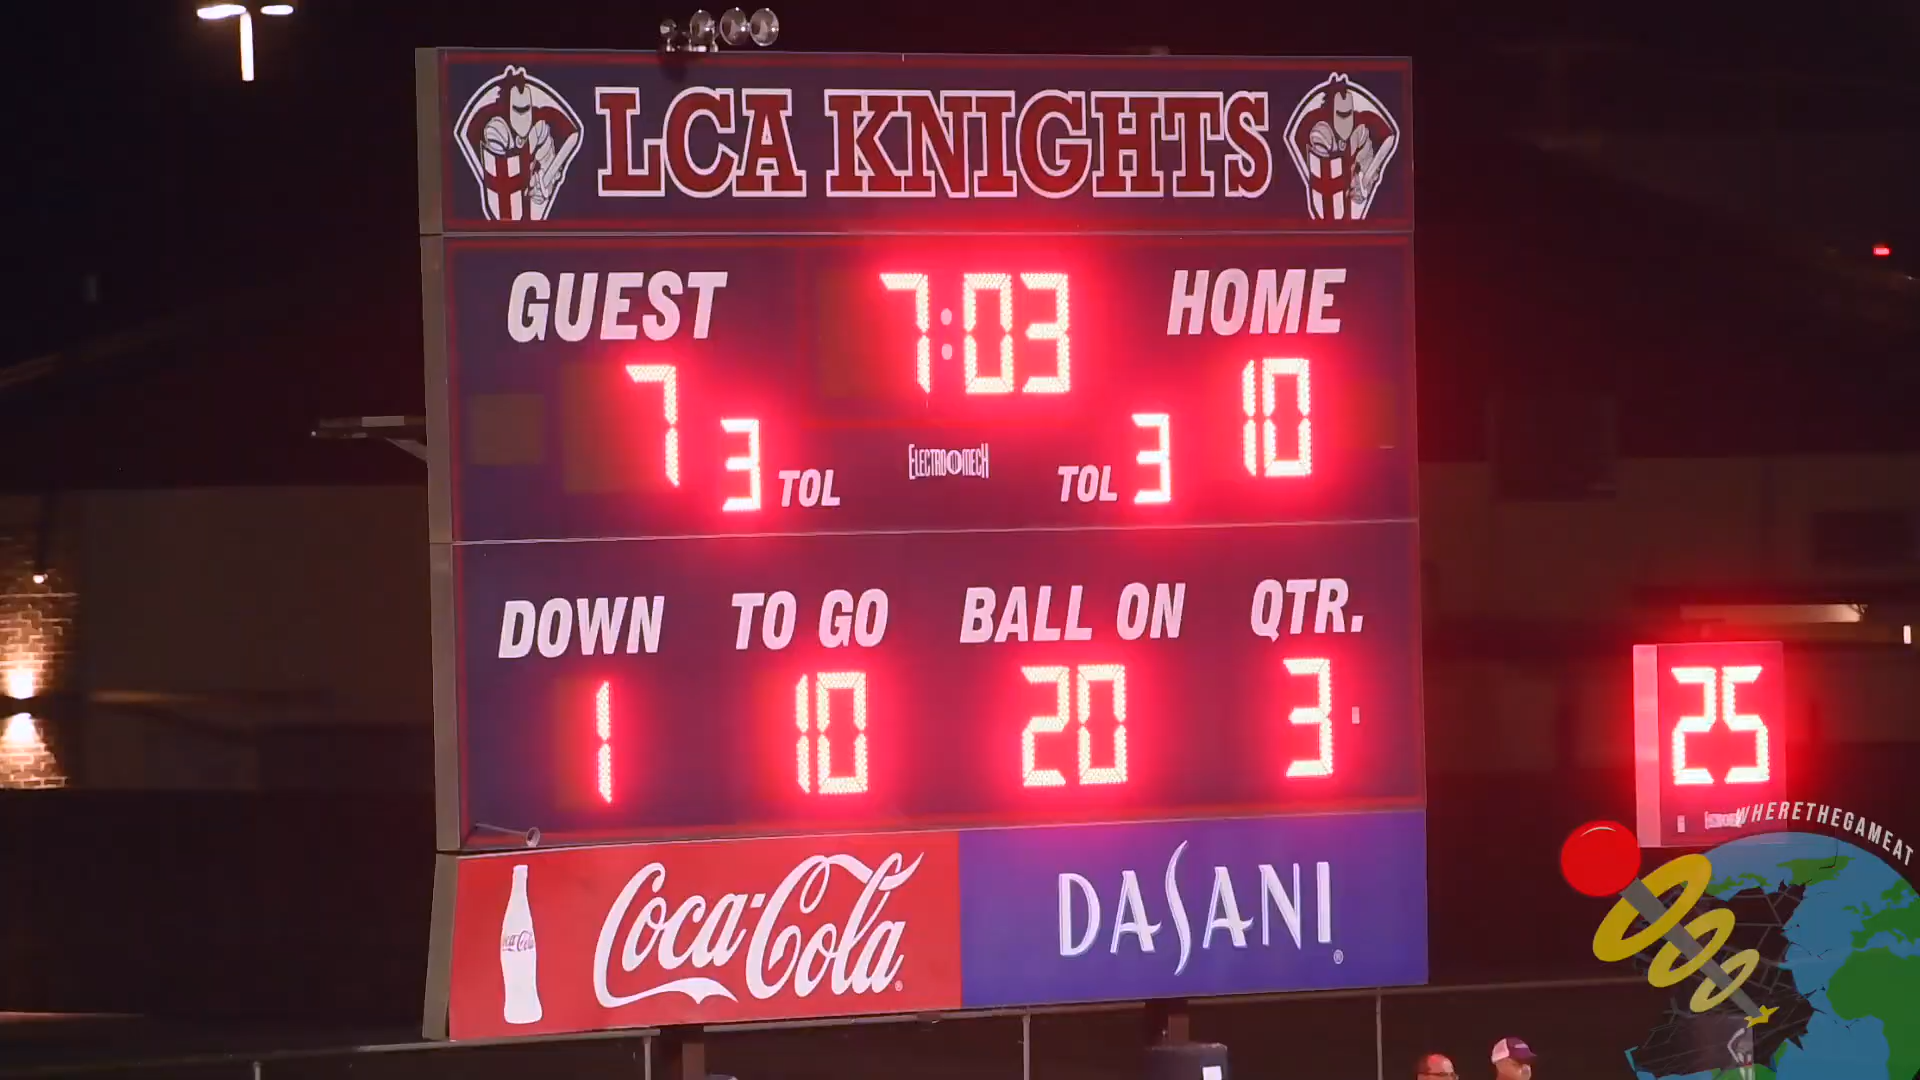 LCA KNIGHTS
GUEST 7:03 HOME
7 3 TOL ELECTRO-MECH TOL 3 10
DOWN TO GO BALL ON QTR.
1 10 20 3
25
Coca-Cola DASANI
WHERETHEGAMEAT